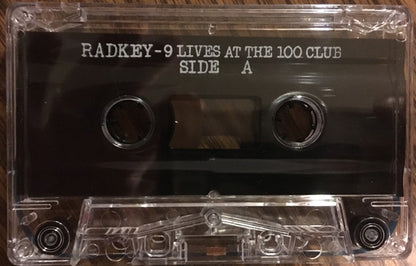 RADKEY-9 LIVES AT THE 100 CLUB
SIDE A